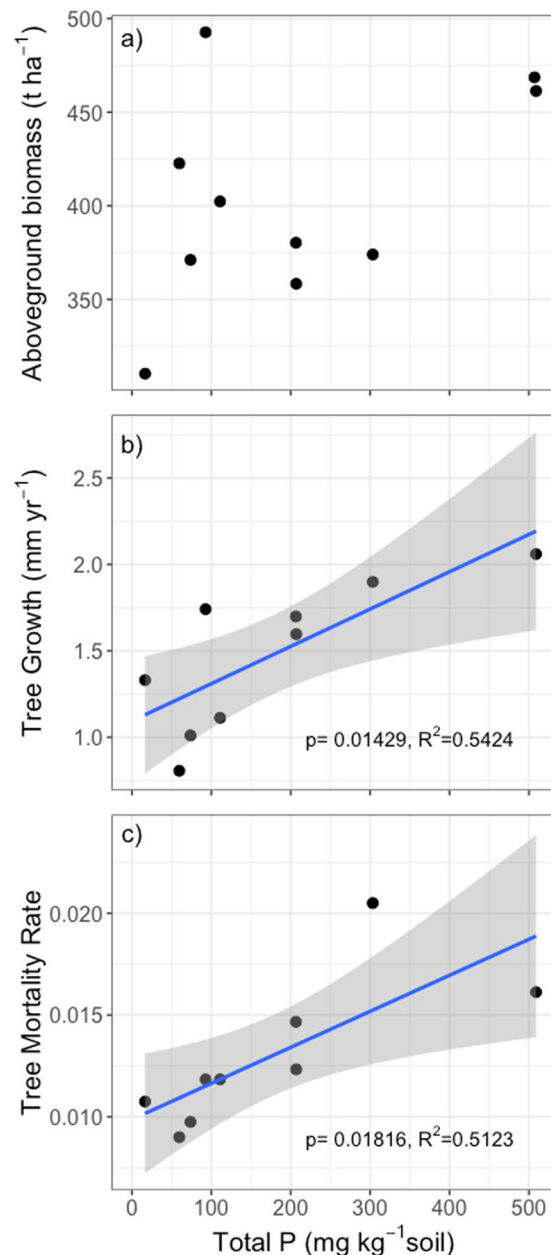 a)
Aboveground biomass (t ha⁻¹)
500
450
400
350
b)
Tree Growth (mm yr⁻¹)
2.5
2.0
1.5
1.0
p= 0.01429, R²=0.5424
c)
Tree Mortality Rate
0.020
0.015
0.010
p= 0.01816, R²=0.5123
0 100 200 300 400 500
Total P (mg kg⁻¹soil)